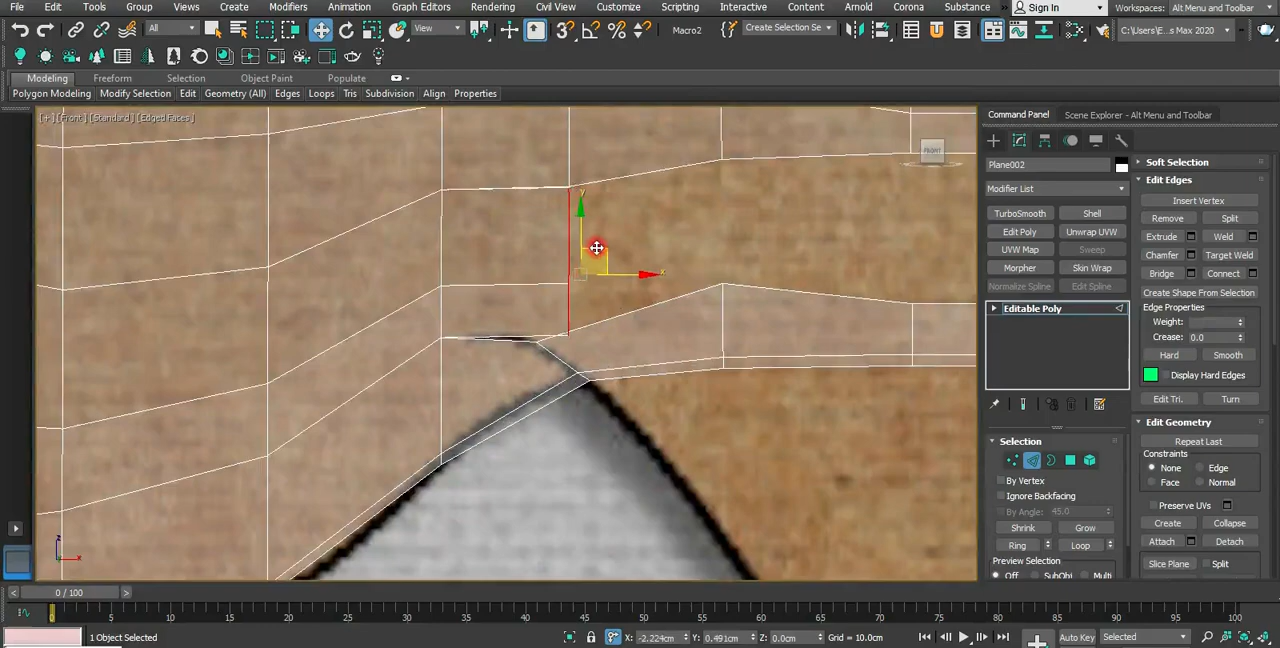 File Edit Tools Group Views Create Modifiers Animation Graph Editors Rendering Civil View Customize Scripting Interactive Content Arnold Corona Substance Sign In Workspaces: Alt Menu and Toolbar
All View Macro2 Create Selection Se C:\Users\E...s Max 2020
Modeling Freeform Selection Object Paint Populate
Polygon Modeling Modify Selection Edit Geometry (All) Edges Loops Tris Subdivision Align Properties
[+] [Front] [Standard] [Edged Faces]
FRONT
y
x
z
x
Command Panel Scene Explorer - Alt Menu and Toolbar
Plane002
Modifier List
TurboSmooth Shell
Edit Poly Unwrap UVW
UVW Map Sweep
Morpher Skin Wrap
Normalize Spline Edit Spline
Editable Poly
Selection
By Vertex
Ignore Backfacing
By Angle: 45.0
Shrink Grow
Ring Loop
Preview Selection
Off SubObj Multi
Soft Selection
Edit Edges
Insert Vertex
Remove Split
Extrude Weld
Chamfer Target Weld
Bridge Connect
Create Shape From Selection
Edge Properties
Weight:
Crease: 0.0
Hard Smooth
Display Hard Edges
Edit Tri. Turn
Edit Geometry
Repeat Last
Constraints
None Edge
Face Normal
Preserve UVs
Create Collapse
Attach Detach
Slice Plane Split
0 / 100
0 5 10 15 20 25 30 35 40 45 50 55 60 65 70 75 80 85 90 95 100
1 Object Selected X: -2.224cm Y: 0.491cm Z: 0.0cm Grid = 10.0cm Auto Key Selected